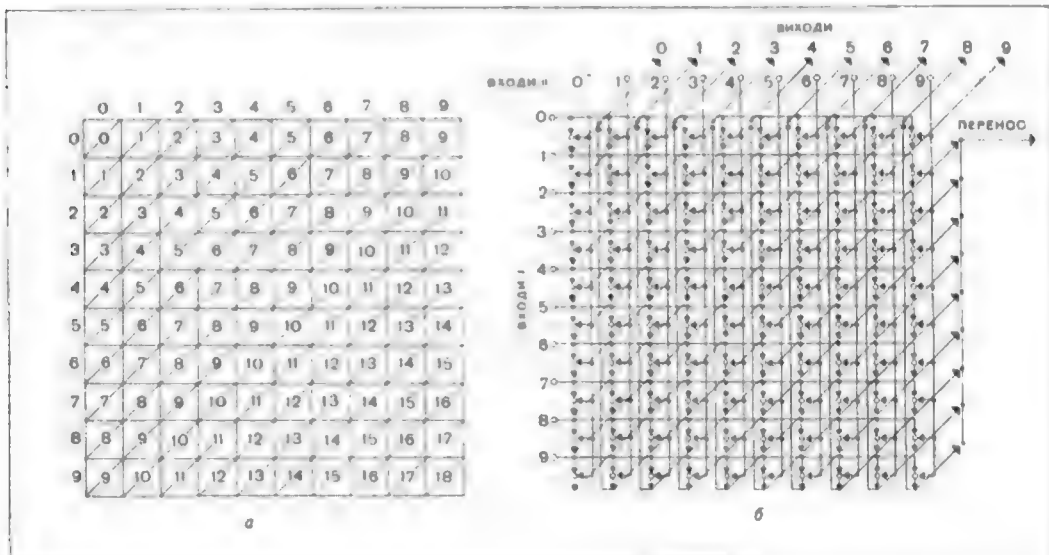 0 1 2 3 4 5 6 7 8 9
0 0 1 2 3 4 5 6 7 8 9
1 1 2 3 4 5 6 7 8 9 10
2 2 3 4 5 6 7 8 9 10 11
3 3 4 5 6 7 8 9 10 11 12
4 4 5 6 7 8 9 10 11 12 13
5 5 6 7 8 9 10 11 12 13 14
6 6 7 8 9 10 11 12 13 14 15
7 7 8 9 10 11 12 13 14 15 16
8 8 9 10 11 12 13 14 15 16 17
9 9 10 11 12 13 14 15 16 17 18
а
ВИХОДИ
0 1 2 3 4 5 6 7 8 9
ВХОДИ II 0 1 2 3 4 5 6 7 8 9
ПЕРЕНОС
ВХОДИ I
0
1
2
3
4
5
6
7
8
9
б